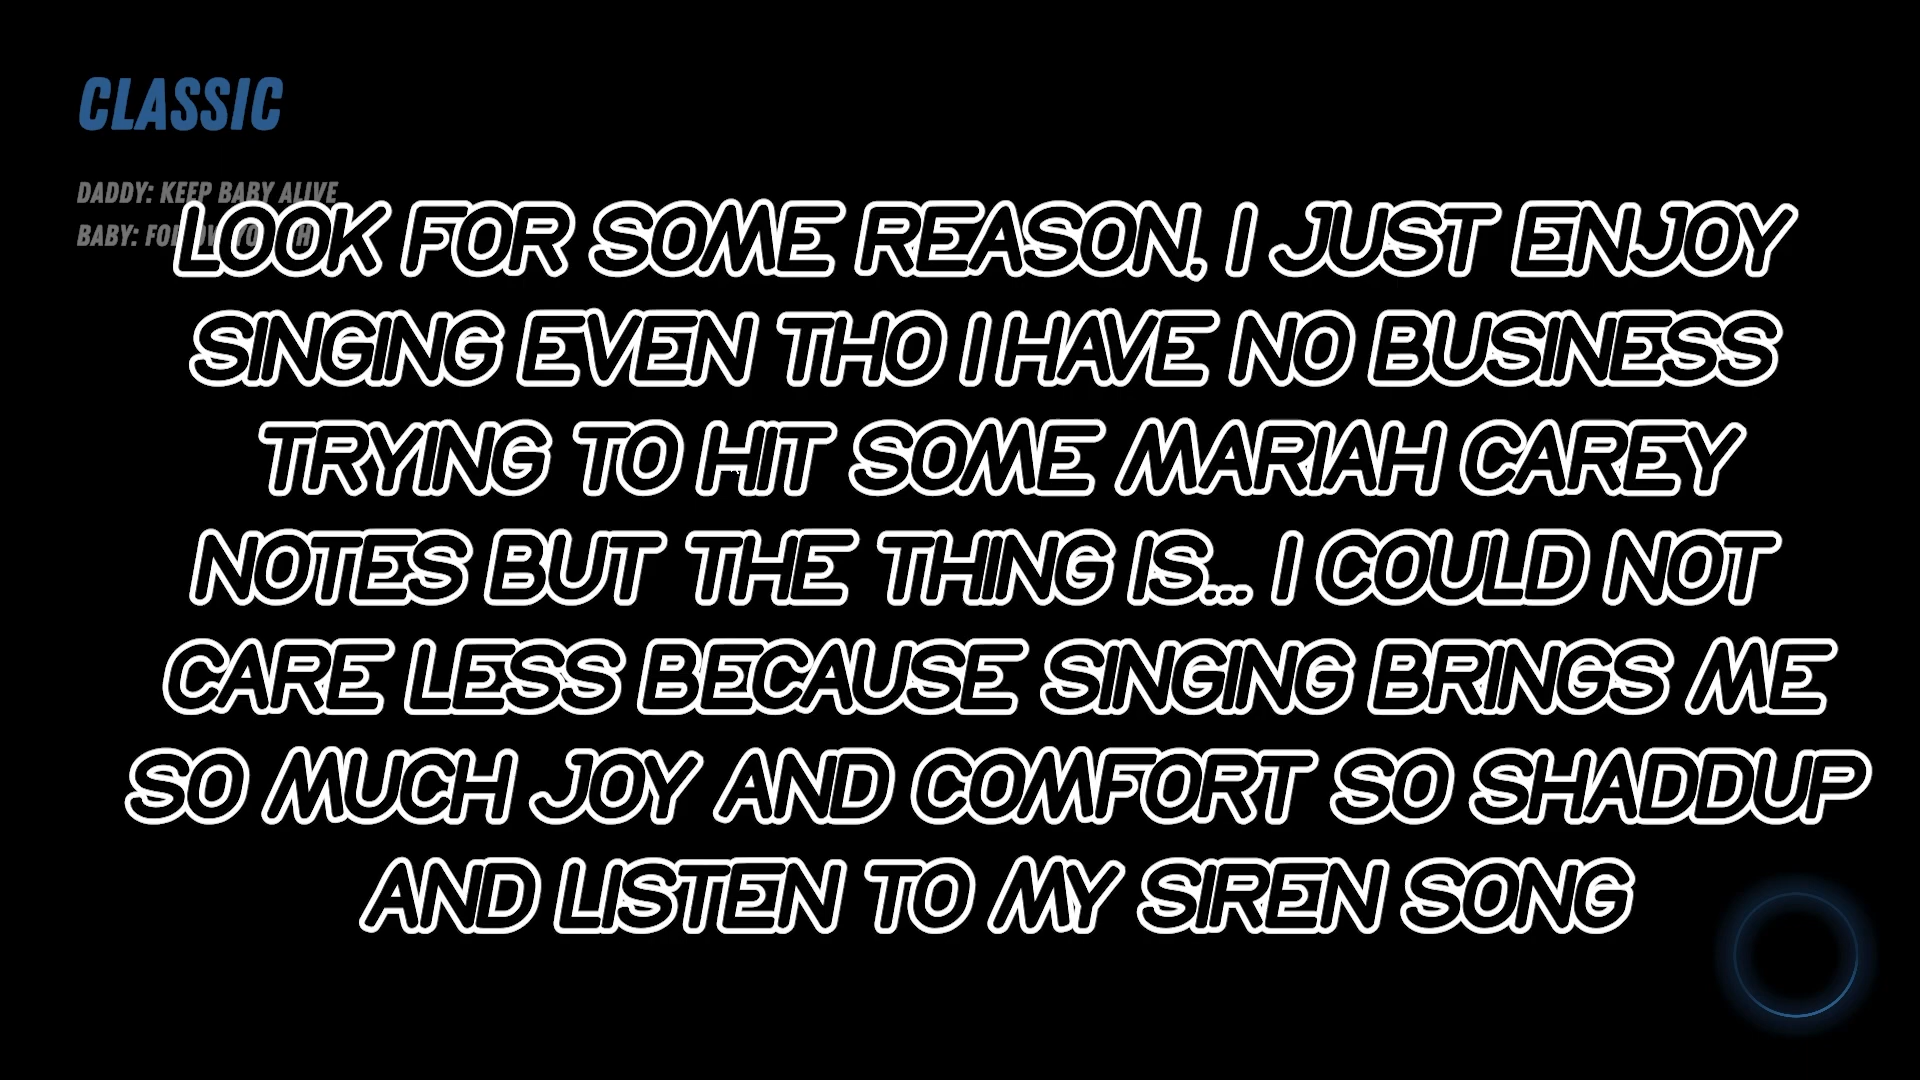 CLASSIC
DADDY: KEEP BABY ALIVE
BABY:
LOOK FOR SOME REASON, I JUST ENJOY
SINGING EVEN THO I HAVE NO BUSINESS
TRYING TO HIT SOME MARIAH CAREY
NOTES BUT THE THING IS... I COULD NOT
CARE LESS BECAUSE SINGING BRINGS ME
SO MUCH JOY AND COMFORT SO SHADDUP
AND LISTEN TO MY SIREN SONG